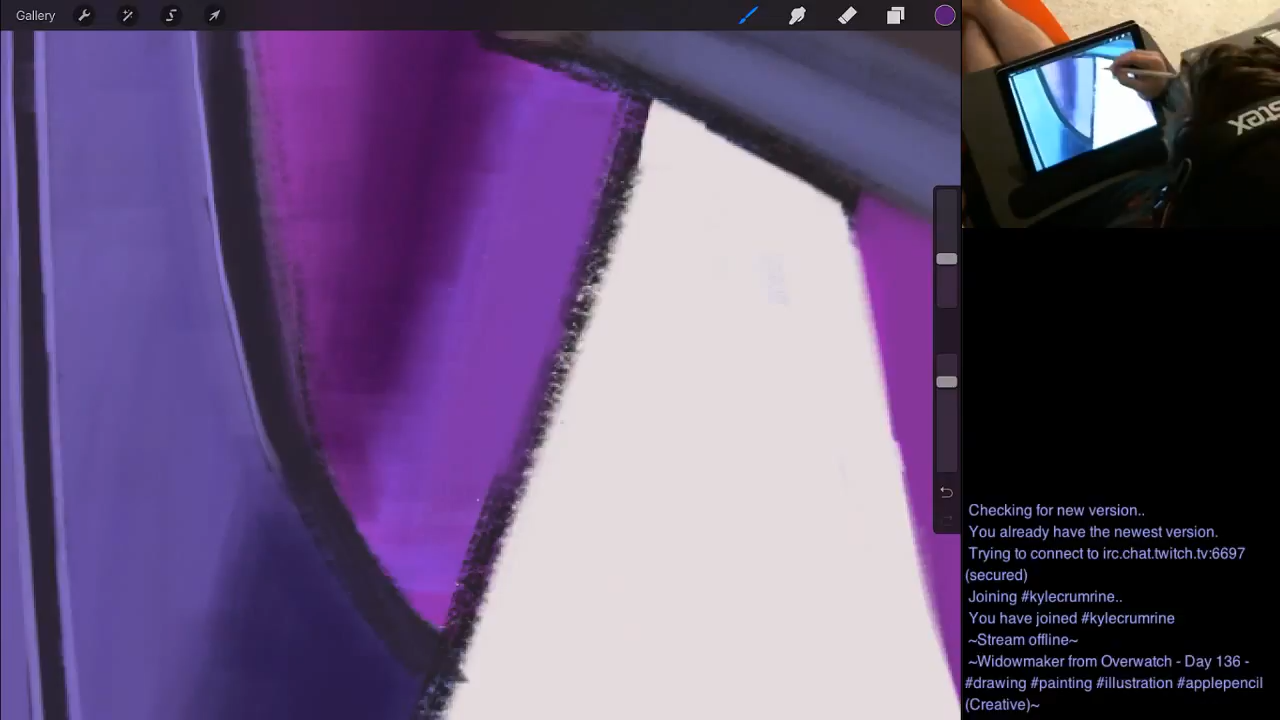 Gallery
stex
Checking for new version..
You already have the newest version.
Trying to connect to irc.chat.twitch.tv:6697
(secured)
Joining #kylecrumrine..
You have joined #kylecrumrine
~Stream offline~
~Widowmaker from Overwatch - Day 136 -
#drawing #painting #illustration #applepencil
(Creative)~